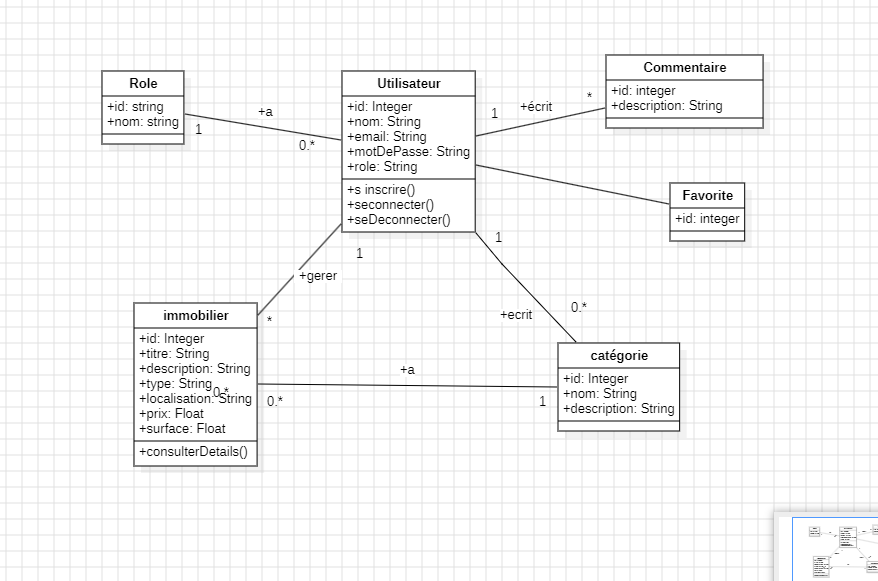 Role
+id: string
+nom: string
+a
1
0.*
Utilisateur
+id: Integer
+nom: String
+email: String
+motDePasse: String
+role: String
+s inscrire()
+seconnecter()
+seDeconnecter()
1
+écrit
*
Commentaire
+id: integer
+description: String
Favorite
+id: integer
1
+gerer
*
1
+ecrit
0.*
immobilier
+id: Integer
+titre: String
+description: String
+type: String
0.*
+localisation: String
+prix: Float
+surface: Float
+consulterDetails()
+a
0.*
1
catégorie
+id: Integer
+nom: String
+description: String